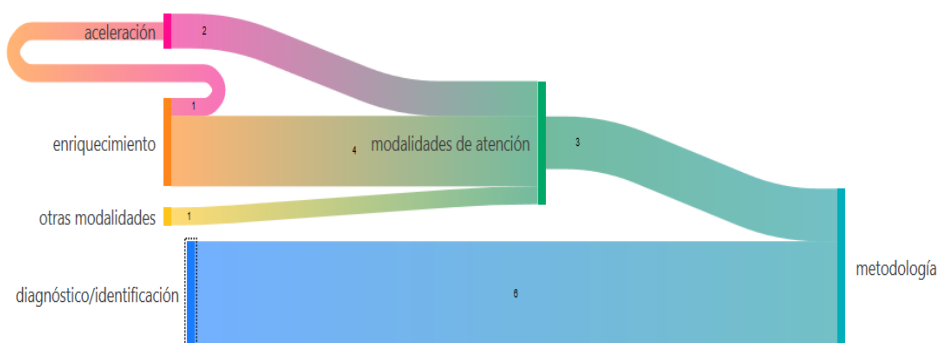 aceleración
2
1
enriquecimiento
4
modalidades de atención
3
otras modalidades
1
metodología
diagnóstico/identificación
6